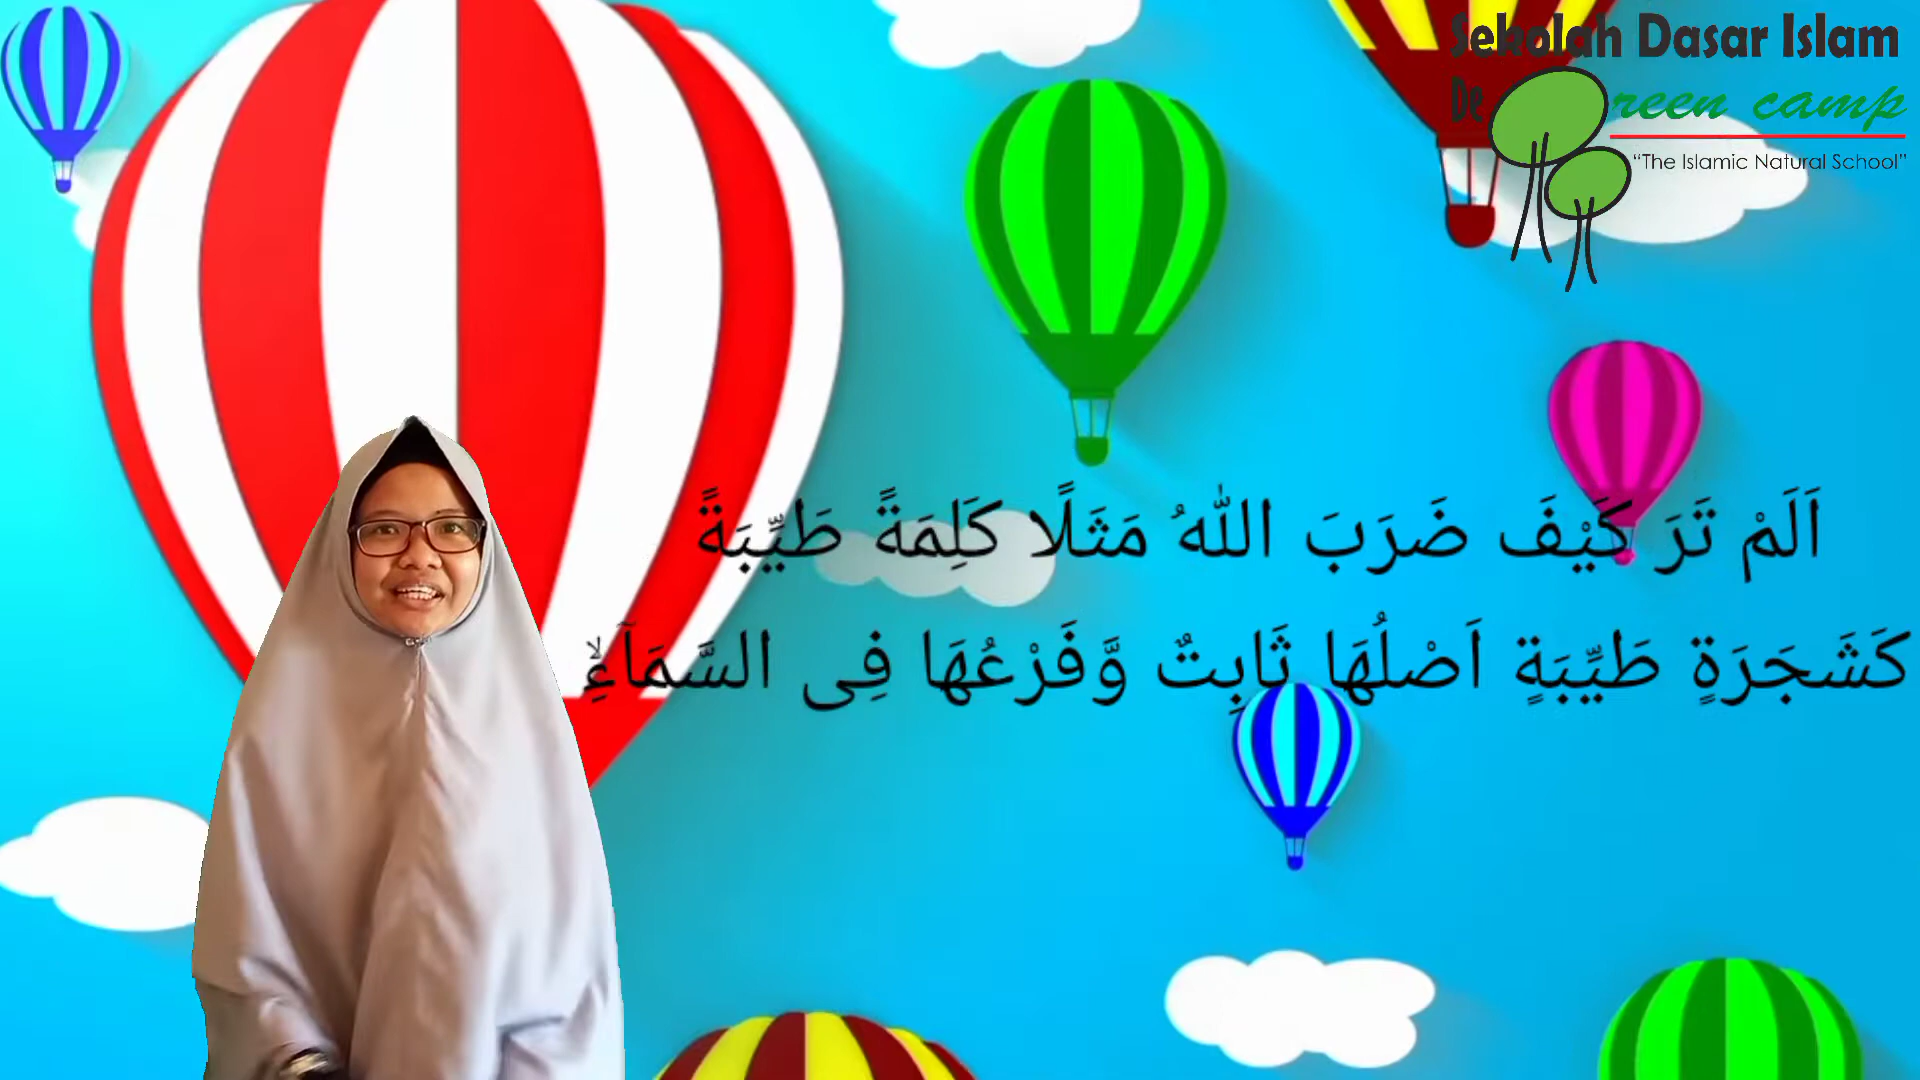 Sekolah Dasar Islam
De Green camp
“The Islamic Natural School”
اَلَمْ تَرَ كَيْفَ ضَرَبَ اللّٰهُ مَثَلًا كَلِمَةً طَيِّبَةً
كَشَجَرَةٍ طَيِّبَةٍ اَصْلُهَا ثَابِتٌ وَّفَرْعُهَا فِى السَّمَاۤءِۙ